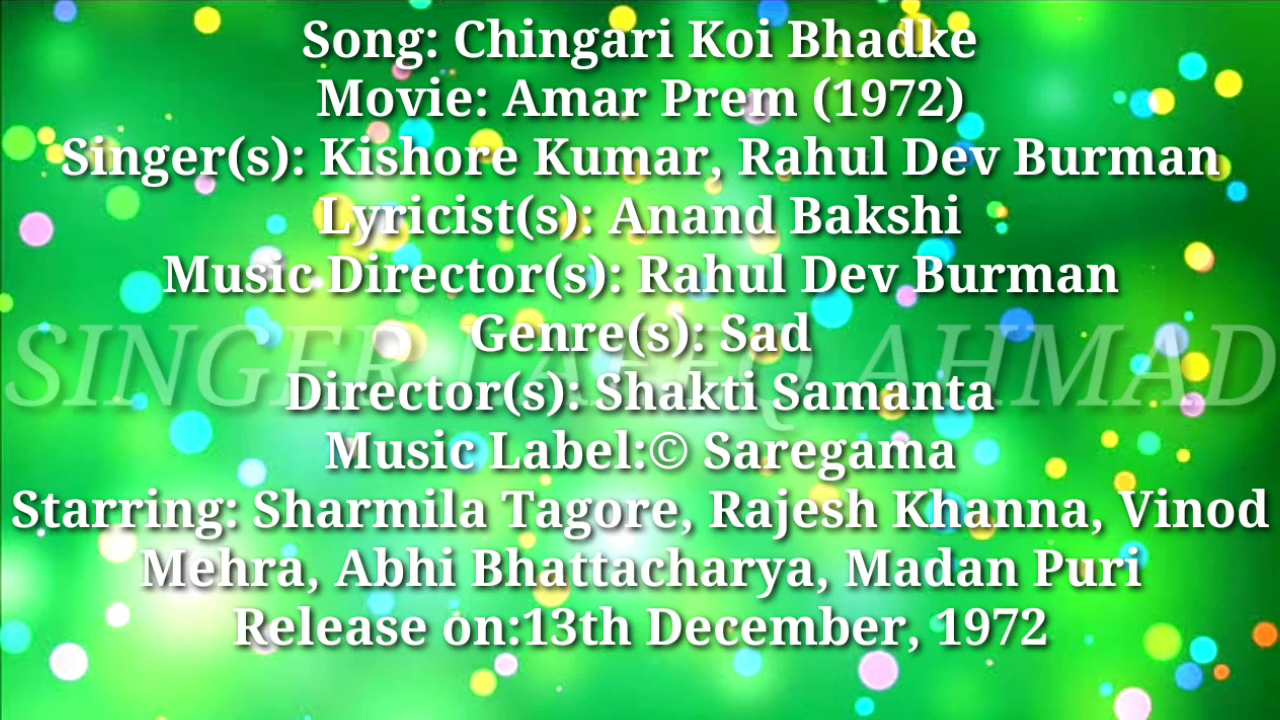 Song: Chingari Koi Bhadke
Movie: Amar Prem (1972)
Singer(s): Kishore Kumar, Rahul Dev Burman
Lyricist(s): Anand Bakshi
Music Director(s): Rahul Dev Burman
Genre(s): Sad
SINGER LAEEQ AHMAD
Director(s): Shakti Samanta
Music Label:© Saregama
Starring: Sharmila Tagore, Rajesh Khanna, Vinod
Mehra, Abhi Bhattacharya, Madan Puri
Release on:13th December, 1972